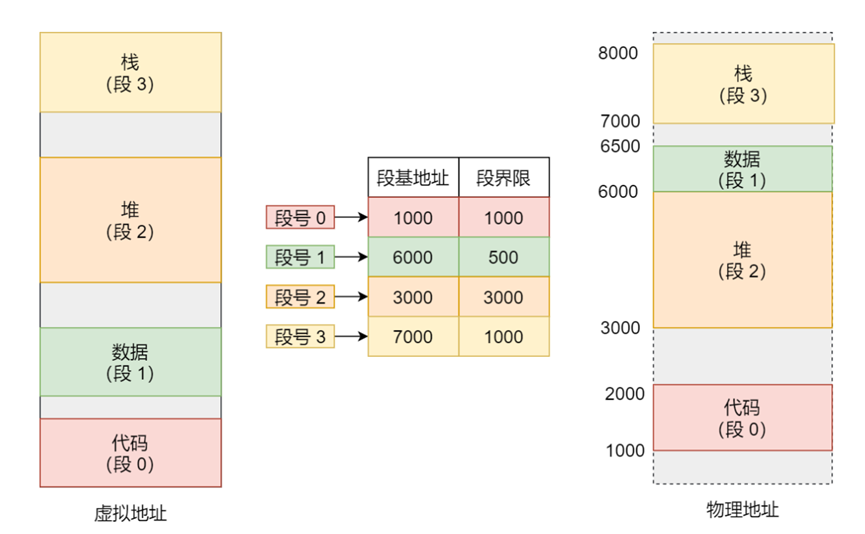 栈
(段 3)
堆
(段 2)
数据
(段 1)
代码
(段 0)
虚拟地址
段基地址 段界限
段号 0 1000 1000
段号 1 6000 500
段号 2 3000 3000
段号 3 7000 1000
8000
栈
(段 3)
7000
6500
数据
(段 1)
6000
堆
(段 2)
3000
2000
代码
(段 0)
1000
物理地址